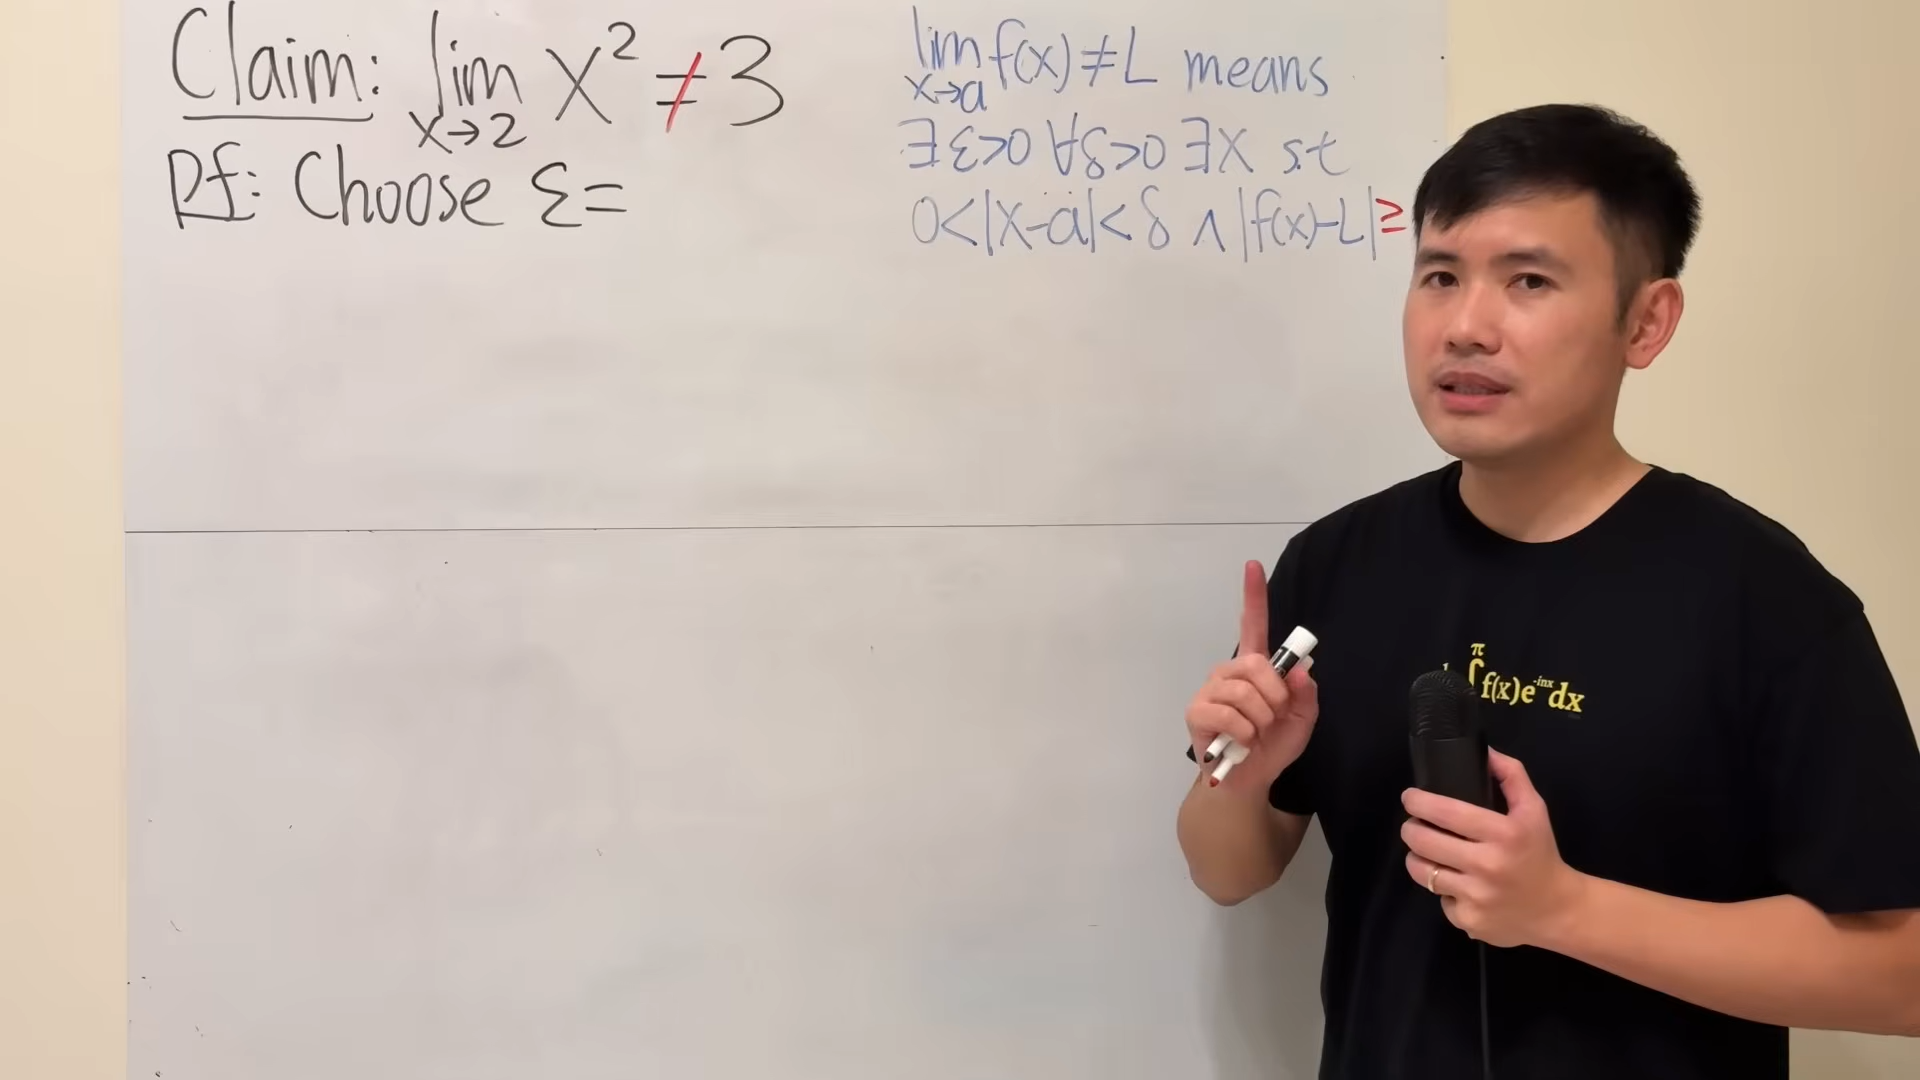 Claim: lim x→2 x² ≠ 3
Pf: Choose ε=
lim x→a f(x) ≠ L means
∃ ε>0 ∀δ>0 ∃x s.t
0<|x-a|<δ ∧ |f(x)-L| ≥
π
∫ f(x)e^-inx dx